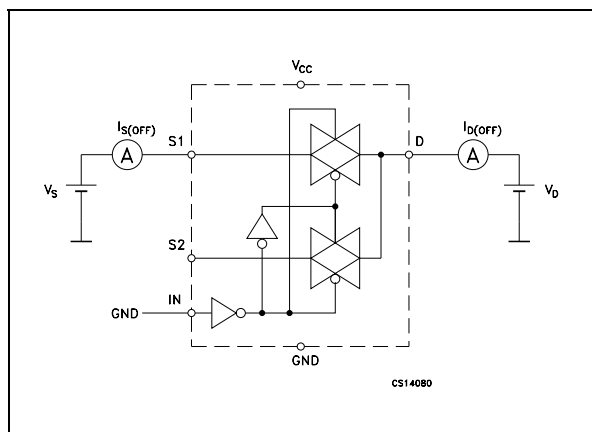 VCC
IS(OFF)
A
S1
D
ID(OFF)
A
VS
VD
S2
IN
GND
GND
CS14080